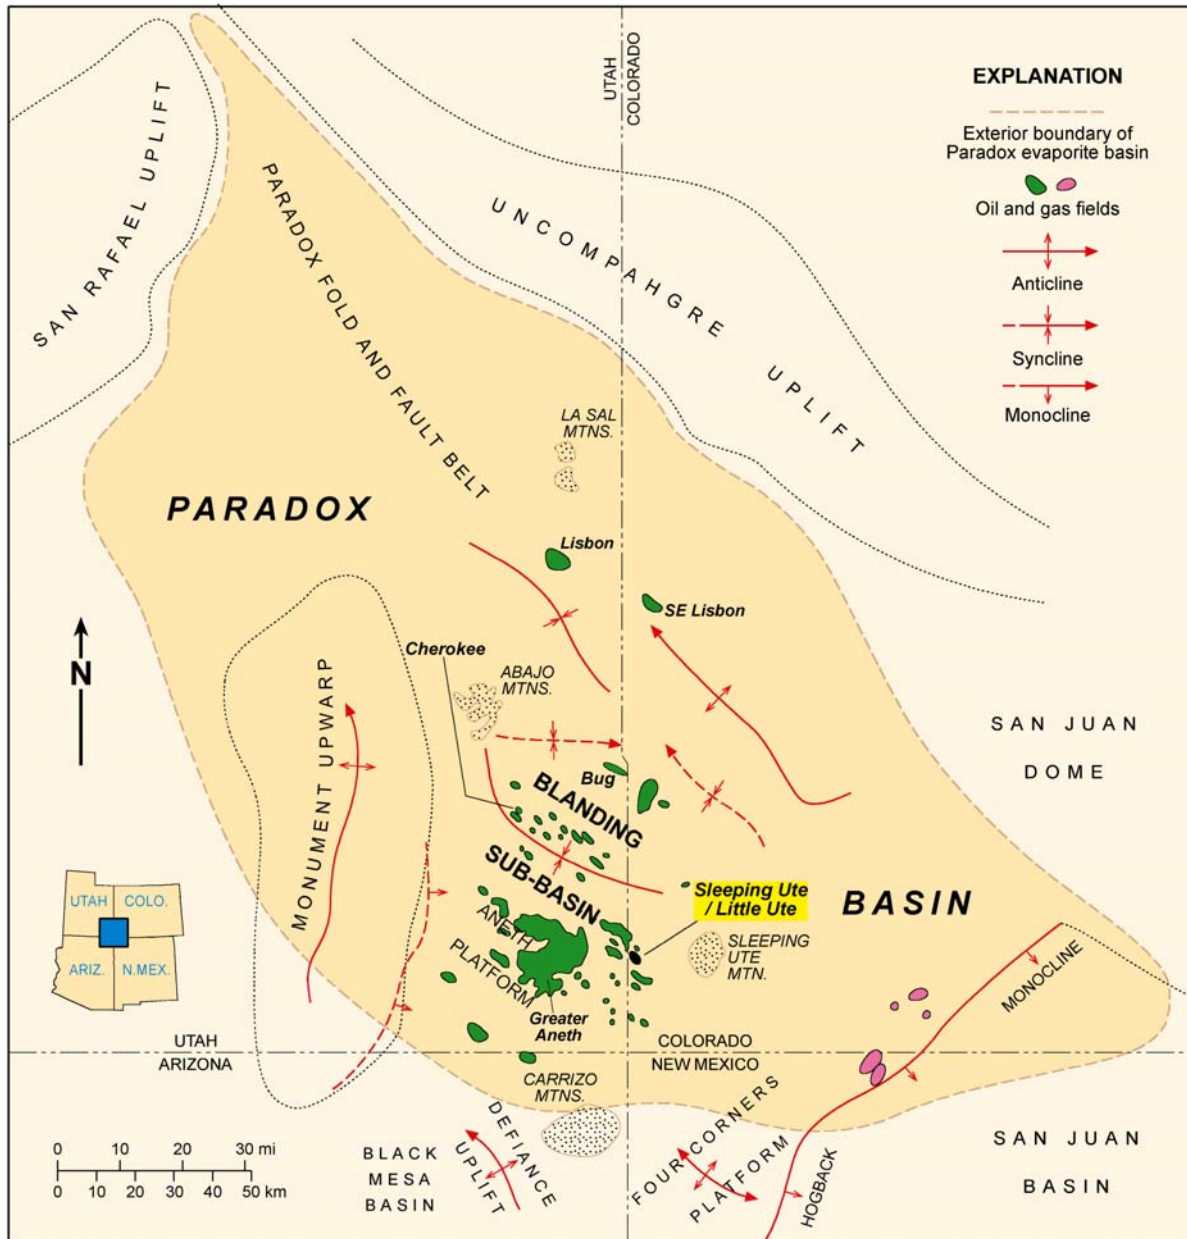 UTAH
COLORADO
EXPLANATION
Exterior boundary of
Paradox evaporite basin
Oil and gas fields
Anticline
Syncline
Monocline
SAN RAFAEL UPLIFT
PARADOX FOLD AND FAULT BELT
UNCOMPAHGRE UPLIFT
LA SAL
MTNS.
PARADOX
Lisbon
SE Lisbon
Cherokee
ABAJO
MTNS.
N
MONUMENT UPWARP
SAN JUAN
DOME
Bug
BLANDING
SUB-BASIN
Sleeping Ute
/ Little Ute
BASIN
ANETH
PLATFORM
SLEEPING
UTE
MTN.
Greater
Aneth
UTAH
COLO.
ARIZ.
N.MEX.
MONOCLINE
UTAH
ARIZONA
COLORADO
NEW MEXICO
CARRIZO
MTNS.
0 10 20 30 mi
0 10 20 30 40 50 km
BLACK
MESA
BASIN
DEFIANCE
UPLIFT
FOUR CORNERS
PLATFORM
HOGBACK
SAN JUAN
BASIN